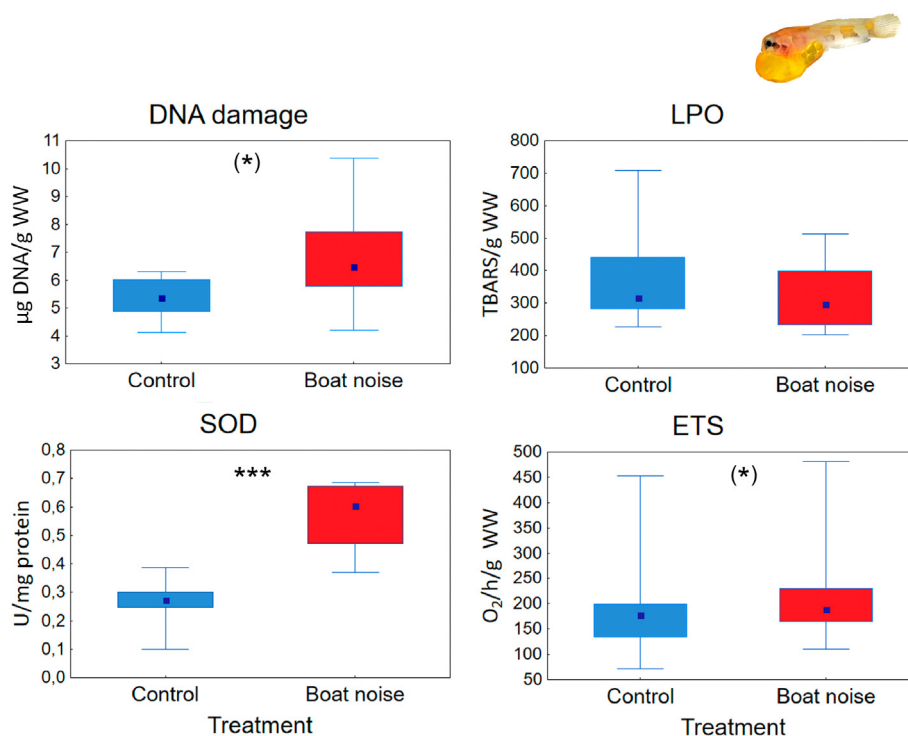 DNA damage
11
10
9
8
7
6
5
4
3
µg DNA/g WW
(*)
Control
Boat noise
LPO
800
700
600
500
400
300
200
100
TBARS/g WW
Control
Boat noise
SOD
0,8
0,7
0,6
0,5
0,4
0,3
0,2
0,1
0,0
U/mg protein
***
Control
Boat noise
Treatment
ETS
500
450
400
350
300
250
200
150
100
50
O₂/h/g WW
(*)
Control
Boat noise
Treatment